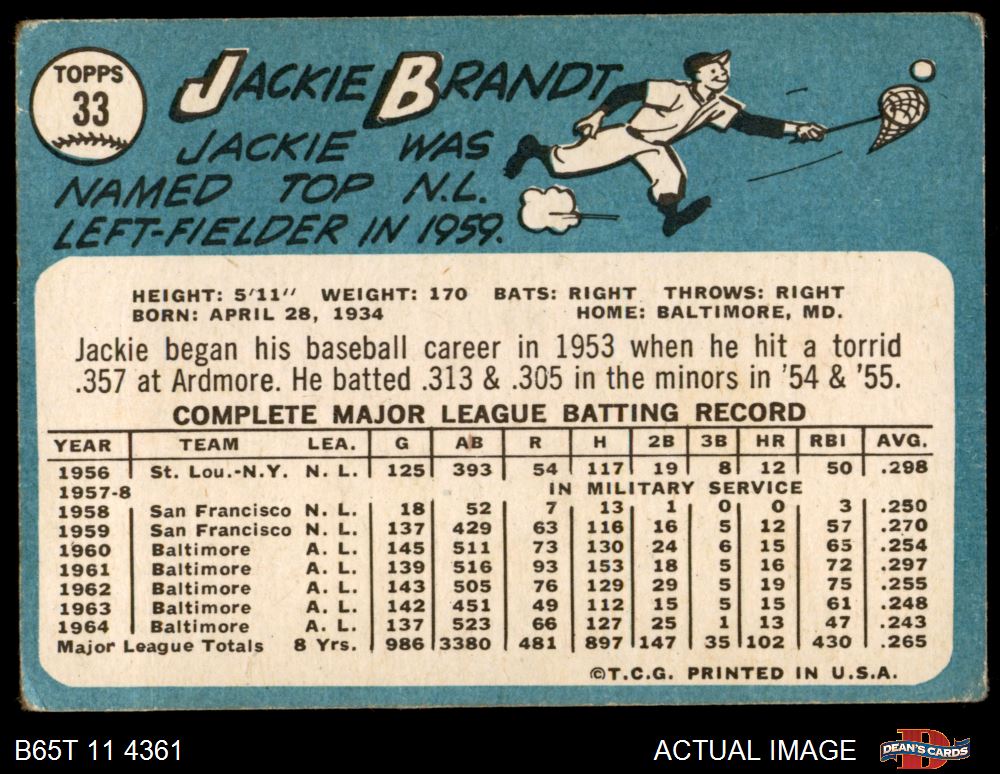 TOPPS
33
JACKIE BRANDT
JACKIE WAS
NAMED TOP N.L.
LEFT-FIELDER IN 1959.
HEIGHT: 5'11" WEIGHT: 170 BATS: RIGHT THROWS: RIGHT
BORN: APRIL 28, 1934 HOME: BALTIMORE, MD.
Jackie began his baseball career in 1953 when he hit a torrid
.357 at Ardmore. He batted .313 & .305 in the minors in '54 & '55.
COMPLETE MAJOR LEAGUE BATTING RECORD
YEAR TEAM LEA. G AB R H 2B 3B HR RBI AVG.
1956 St. Lou.-N.Y. N. L. 125 393 54 117 19 8 12 50 .298
1957-8 IN MILITARY SERVICE
1958 San Francisco N. L. 18 52 7 13 1 0 0 3 .250
1959 San Francisco N. L. 137 429 63 116 16 5 12 57 .270
1960 Baltimore A. L. 145 511 73 130 24 6 15 65 .254
1961 Baltimore A. L. 139 516 93 153 18 5 16 72 .297
1962 Baltimore A. L. 143 505 76 129 29 5 19 75 .255
1963 Baltimore A. L. 142 451 49 112 15 5 15 61 .248
1964 Baltimore A. L. 137 523 66 127 25 1 13 47 .243
Major League Totals 8 Yrs. 986 3380 481 897 147 35 102 430 .265
©T.C.G. PRINTED IN U.S.A.
B65T 11 4361 ACTUAL IMAGE DEAN'S CARDS